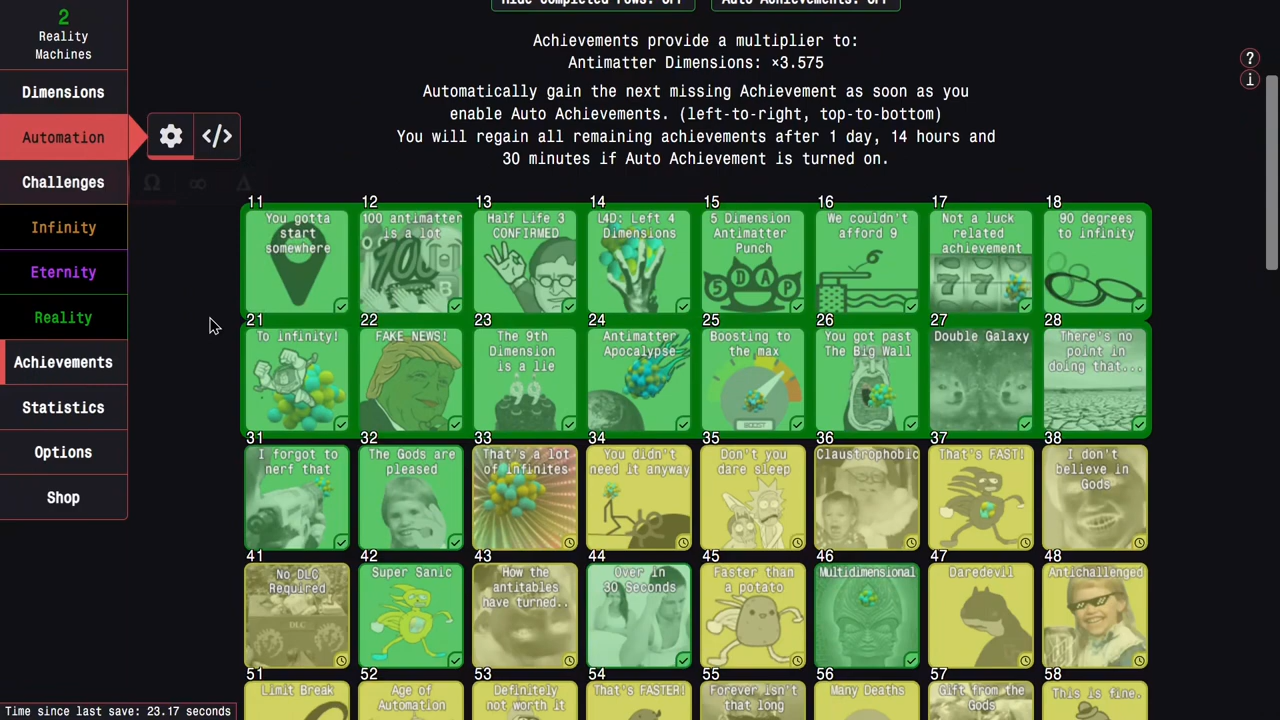 2
Reality
Machines
Dimensions
Automation
Challenges
Infinity
Eternity
Reality
Achievements
Statistics
Options
Shop
Time since last save: 23.17 seconds
</>
Ω ∞ Δ
?
i
Achievements provide a multiplier to:
Antimatter Dimensions: ×3.575
Automatically gain the next missing Achievement as soon as you
enable Auto Achievements. (left-to-right, top-to-bottom)
You will regain all remaining achievements after 1 day, 14 hours and
30 minutes if Auto Achievement is turned on.
11
You gotta
start
somewhere
12
100 antimatter
is a lot
100
13
Half Life 3
CONFIRMED
14
L4D: Left 4
Dimensions
15
5 Dimension
Antimatter
Punch
5 D A P
16
We couldn't
afford 9
17
Not a luck
related
achievement
7 7
18
90 degrees
to infinity
21
To infinity!
22
FAKE NEWS!
23
The 9th
Dimension
is a lie
24
Antimatter
Apocalypse
25
Boosting to
the max
26
You got past
The Big Wall
27
Double Galaxy
28
There's no
point in
doing that...
31
I forgot to
nerf that
32
The Gods are
pleased
33
That's a lot
of infinites
34
You didn't
need it anyway
35
Don't you
dare sleep
36
Claustrophobic
37
That's FAST!
38
I don't
believe in
Gods
41
No DLC
Required
DLC
42
Super Sanic
43
How the
antitables
have turned..
44
Over in
30 Seconds
45
Faster than
a potato
46
Multidimensional
47
Daredevil
48
Antichallenged
51
Limit Break
52
Age of
Automation
53
Definitely
not worth it
54
That's FASTER!
55
Forever isn't
that long
56
Many Deaths
57
Gift from the
Gods
58
This is fine.